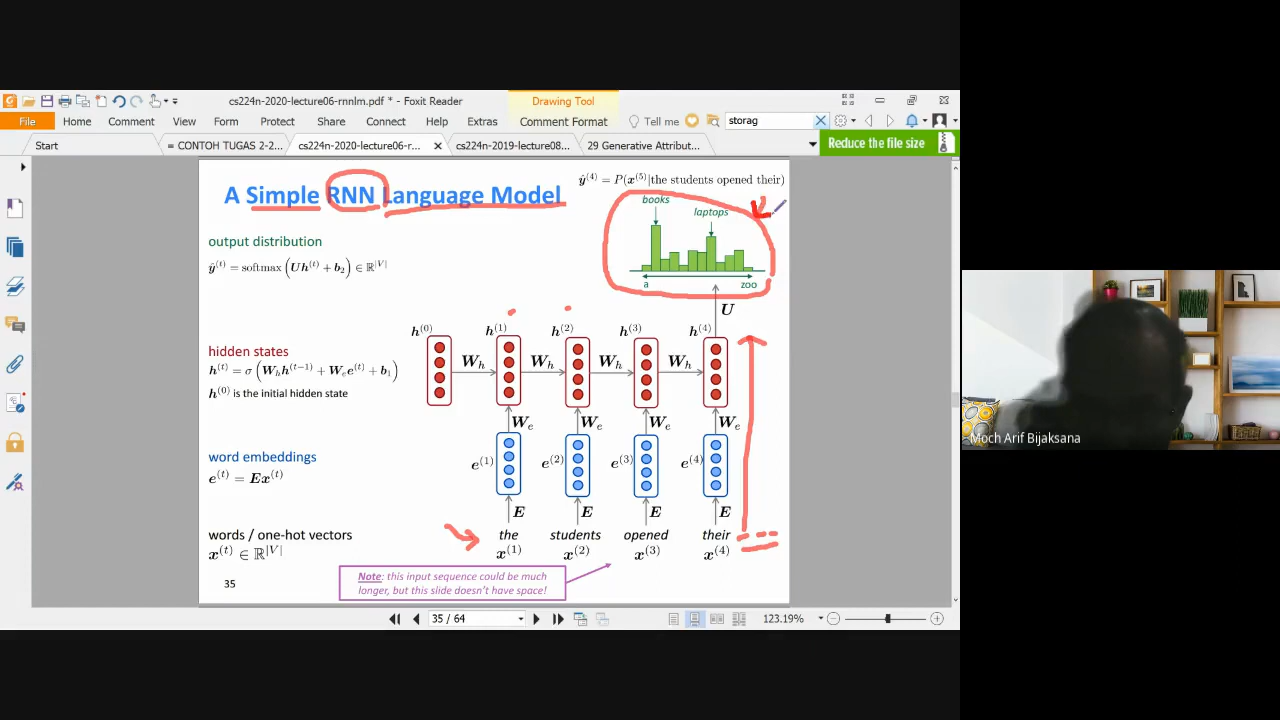 cs224n-2020-lecture06-rnnlm.pdf * - Foxit Reader
Drawing Tool
File
Home
Comment
View
Form
Protect
Share
Connect
Help
Extras
Comment Format
Tell me
storag
Start
= CONTOH TUGAS 2-2...
cs224n-2020-lecture06-r...
cs224n-2019-lecture08...
29 Generative Attribut...
Reduce the file size
A Simple RNN Language Model
ŷ^(4) = P(x^(5)|the students opened their)
books
laptops
a
zoo
output distribution
ŷ^(t) = softmax(Uh^(t) + b₂) ∈ ℝ^|V|
U
h^(0)
h^(1)
h^(2)
h^(3)
h^(4)
hidden states
h^(t) = σ(W_h h^(t−1) + W_e e^(t) + b₁)
h^(0) is the initial hidden state
W_h
W_h
W_h
W_h
W_e
W_e
W_e
W_e
word embeddings
e^(t) = Ex^(t)
e^(1)
e^(2)
e^(3)
e^(4)
E
E
E
E
words / one-hot vectors
x^(t) ∈ ℝ^|V|
the
students
opened
their
x^(1)
x^(2)
x^(3)
x^(4)
Note: this input sequence could be much
longer, but this slide doesn't have space!
35
35 / 64
123.19%
Moch Arif Bijaksana